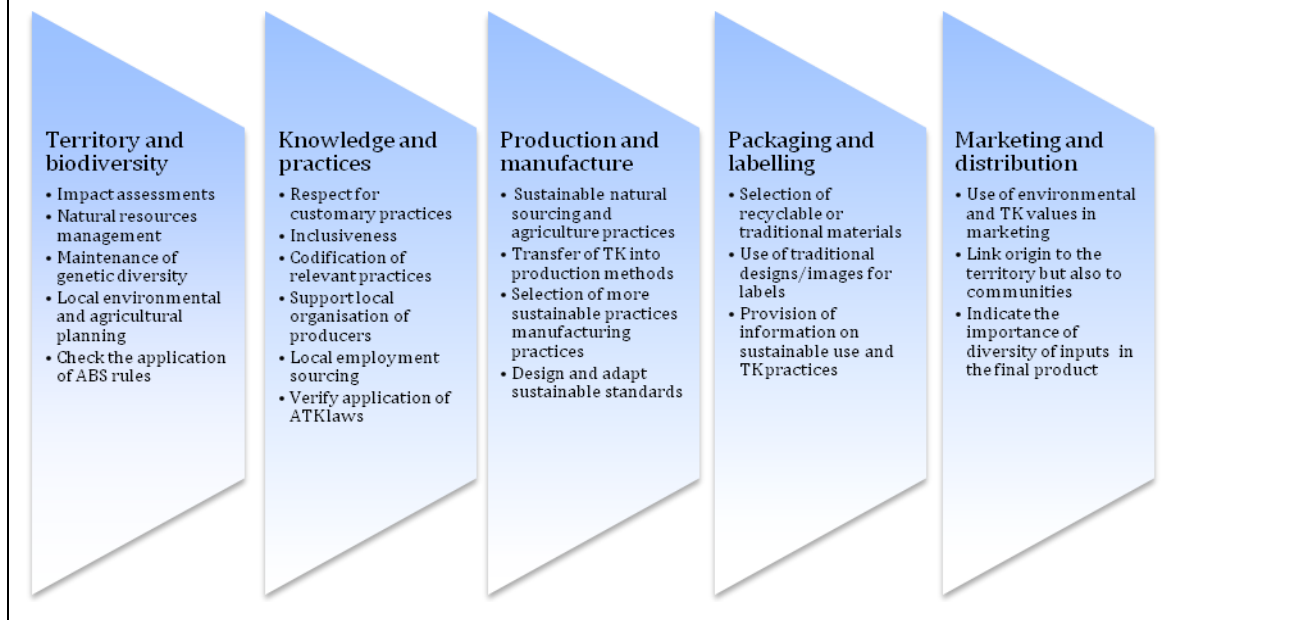 Territory and
biodiversity
• Impact assessments
• Natural resources
management
• Maintenance of
genetic diversity
• Local environmental
and agricultural
planning
• Check the application
of ABS rules
Knowledge and
practices
• Respect for
customary practices
• Inclusiveness
• Codification of
relevant practices
• Support local
organisation of
producers
• Local employment
sourcing
• Verify application of
ATK laws
Production and
manufacture
• Sustainable natural
sourcing and
agriculture practices
• Transfer of TK into
production methods
• Selection of more
sustainable practices
manufacturing
practices
• Design and adapt
sustainable standards
Packaging and
labelling
• Selection of
recyclable or
traditional materials
• Use of traditional
designs/images for
labels
• Provision of
information on
sustainable use and
TK practices
Marketing and
distribution
• Use of environmental
and TK values in
marketing
• Link origin to the
territory but also to
communities
• Indicate the
importance of
diversity of inputs in
the final product